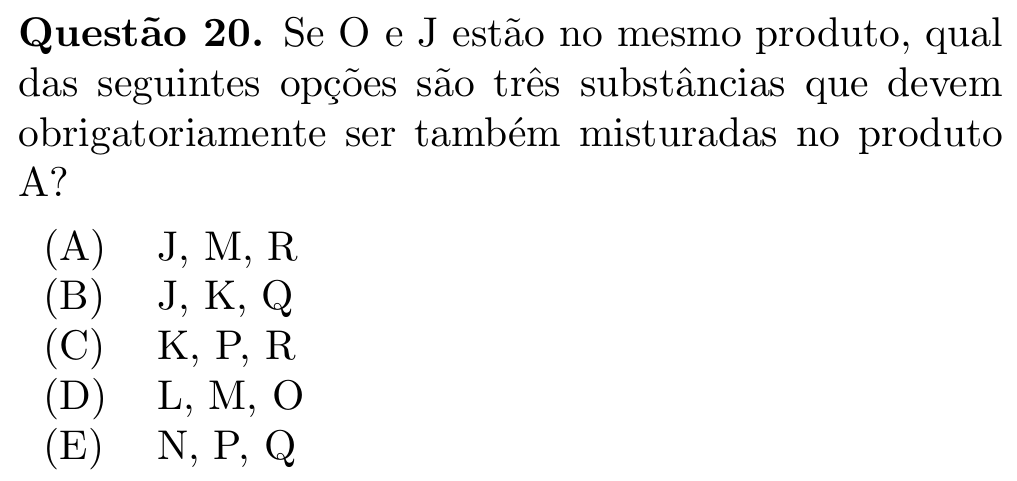 Questão 20. Se O e J estão no mesmo produto, qual
das seguintes opções são três substâncias que devem
obrigatoriamente ser também misturadas no produto
A?
(A) J, M, R
(B) J, K, Q
(C) K, P, R
(D) L, M, O
(E) N, P, Q